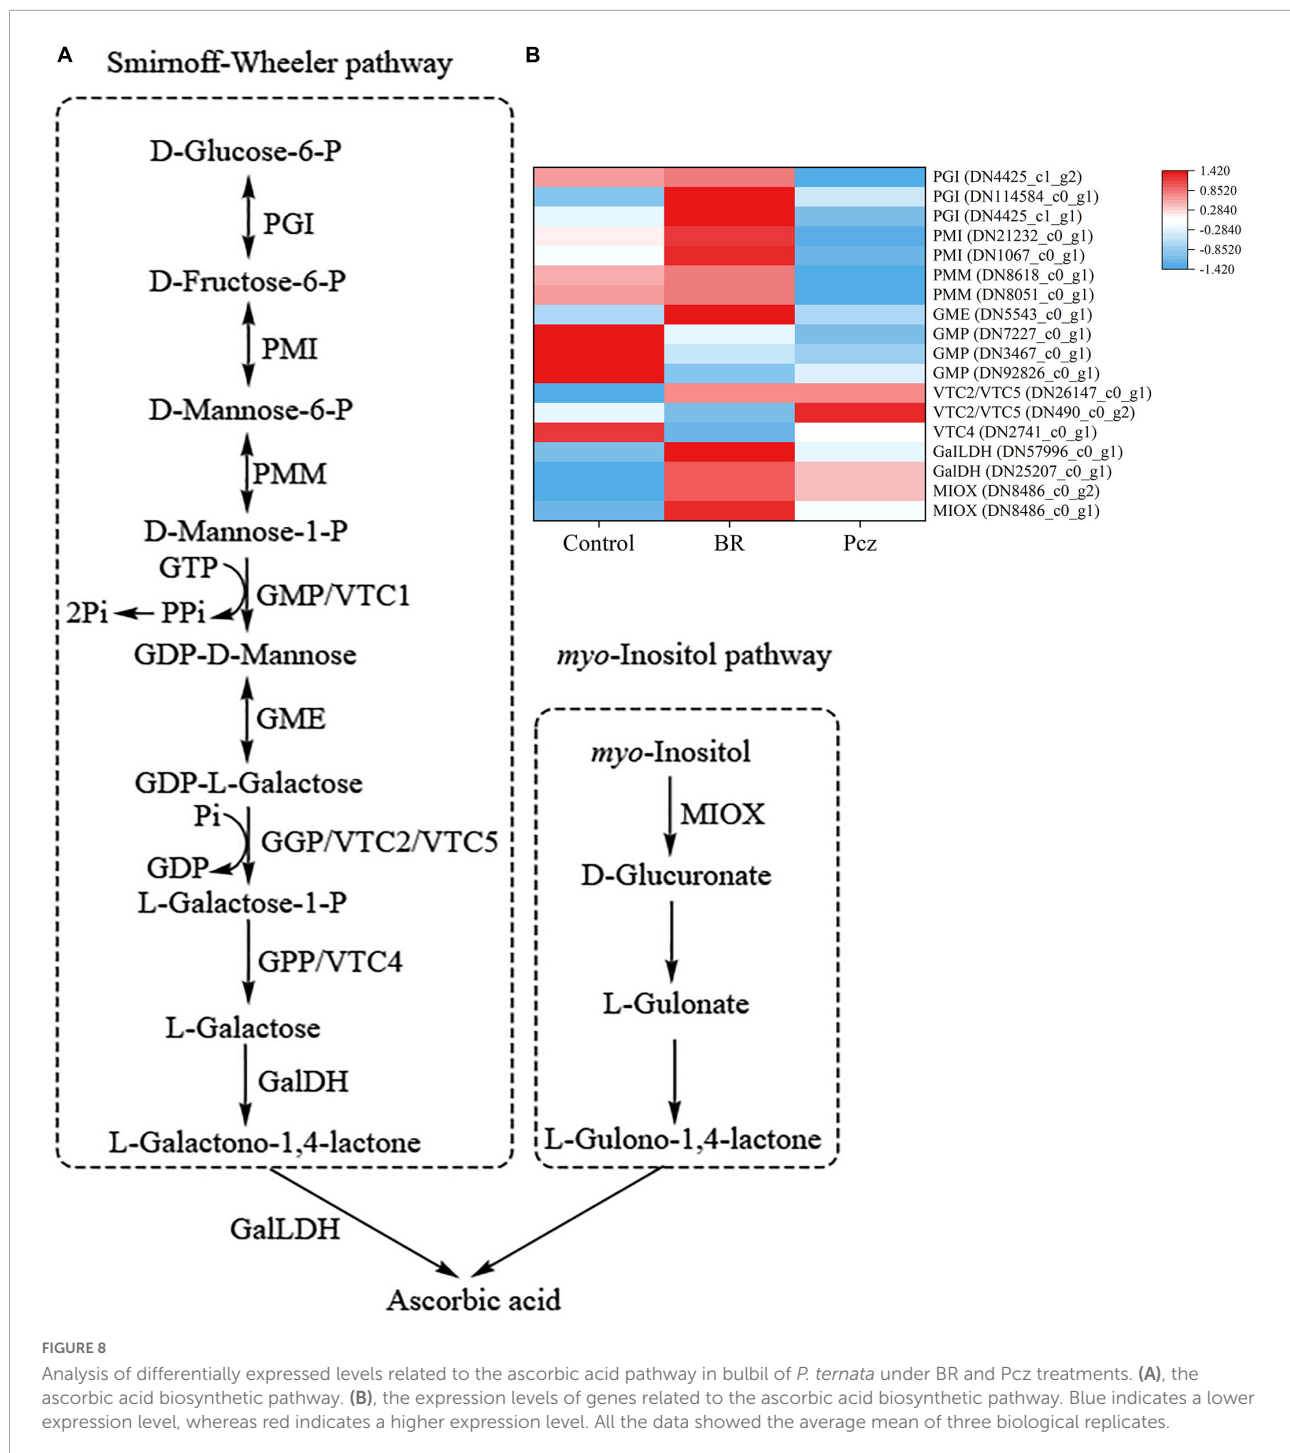 A
Smirnoff-Wheeler pathway
D-Glucose-6-P
PGI
D-Fructose-6-P
PMI
D-Mannose-6-P
PMM
D-Mannose-1-P
GTP
GMP/VTC1
2Pi
PPi
GDP-D-Mannose
GME
GDP-L-Galactose
Pi
GGP/VTC2/VTC5
GDP
L-Galactose-1-P
GPP/VTC4
L-Galactose
GalDH
L-Galactono-1,4-lactone
GalLDH
Ascorbic acid
B
PGI (DN4425_c1_g2)
PGI (DN114584_c0_g1)
PGI (DN4425_c1_g1)
PMI (DN21232_c0_g1)
PMI (DN1067_c0_g1)
PMM (DN8618_c0_g1)
PMM (DN8051_c0_g1)
GME (DN5543_c0_g1)
GMP (DN7227_c0_g1)
GMP (DN3467_c0_g1)
GMP (DN92826_c0_g1)
VTC2/VTC5 (DN26147_c0_g1)
VTC2/VTC5 (DN490_c0_g2)
VTC4 (DN2741_c0_g1)
GalLDH (DN57996_c0_g1)
GalDH (DN25207_c0_g1)
MIOX (DN8486_c0_g2)
MIOX (DN8486_c0_g1)
Control
BR
Pcz
1.420
0.8520
0.2840
-0.2840
-0.8520
-1.420
myo-Inositol pathway
myo-Inositol
MIOX
D-Glucuronate
L-Gulonate
L-Gulono-1,4-lactone
FIGURE 8
Analysis of differentially expressed levels related to the ascorbic acid pathway in bulbil of P. ternata under BR and Pcz treatments. (A), the
ascorbic acid biosynthetic pathway. (B), the expression levels of genes related to the ascorbic acid biosynthetic pathway. Blue indicates a lower
expression level, whereas red indicates a higher expression level. All the data showed the average mean of three biological replicates.